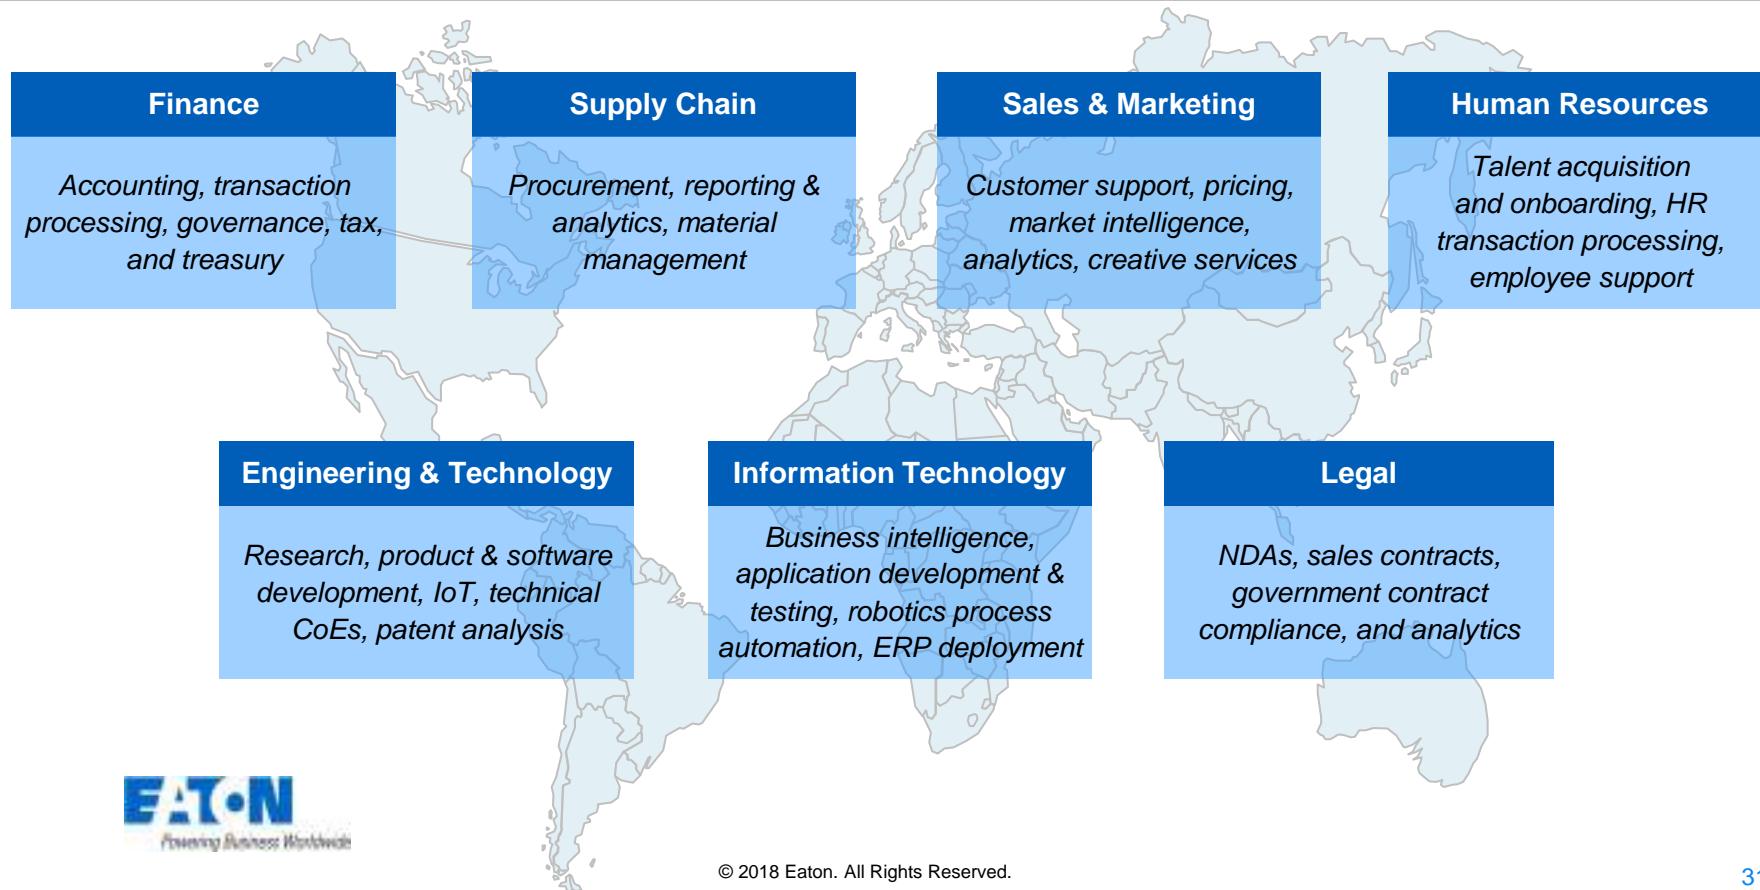 Finance
Accounting, transaction
processing, governance, tax,
and treasury
Supply Chain
Procurement, reporting &
analytics, material
management
Sales & Marketing
Customer support, pricing,
market intelligence,
analytics, creative services
Human Resources
Talent acquisition
and onboarding, HR
transaction processing,
employee support
Engineering & Technology
Research, product & software
development, IoT, technical
CoEs, patent analysis
Information Technology
Business intelligence,
application development &
testing, robotics process
automation, ERP deployment
Legal
NDAs, sales contracts,
government contract
compliance, and analytics
EATON
Powering Business Worldwide
© 2018 Eaton. All Rights Reserved.